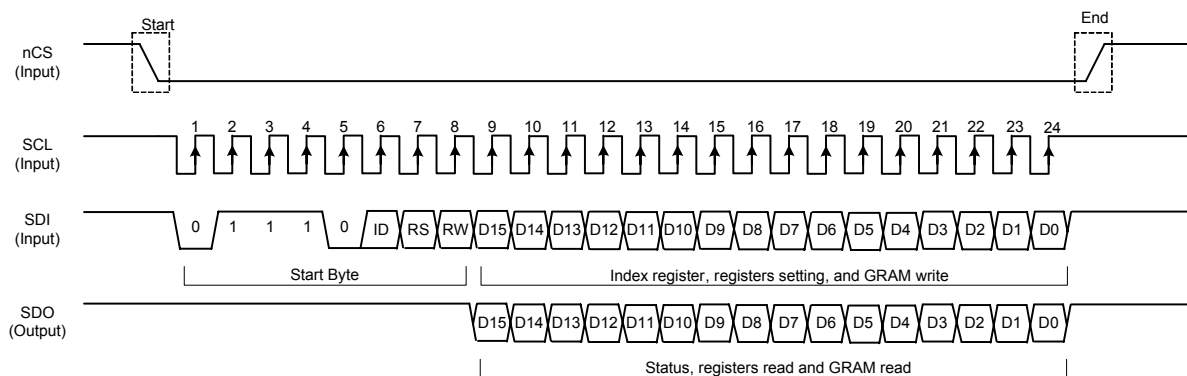 Start End
nCS
(Input)
1 2 3 4 5 6 7 8 9 10 11 12 13 14 15 16 17 18 19 20 21 22 23 24
SCL
(Input)
SDI
(Input)
0 1 1 1 0 ID RS RW D15 D14 D13 D12 D11 D10 D9 D8 D7 D6 D5 D4 D3 D2 D1 D0
Start Byte Index register, registers setting, and GRAM write
SDO
(Output)
D15 D14 D13 D12 D11 D10 D9 D8 D7 D6 D5 D4 D3 D2 D1 D0
Status, registers read and GRAM read